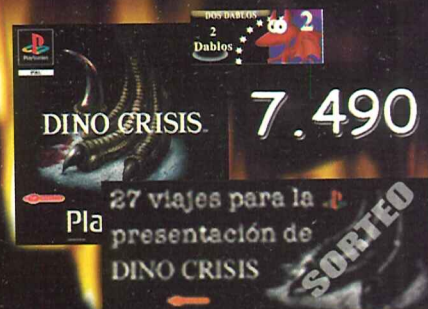 DOS DABLOS
2
Dablos
2
PlayStation
PAL
DINO CRISIS
7.490
Pla
27 viajes para la
presentación de
DINO CRISIS
SORTEO